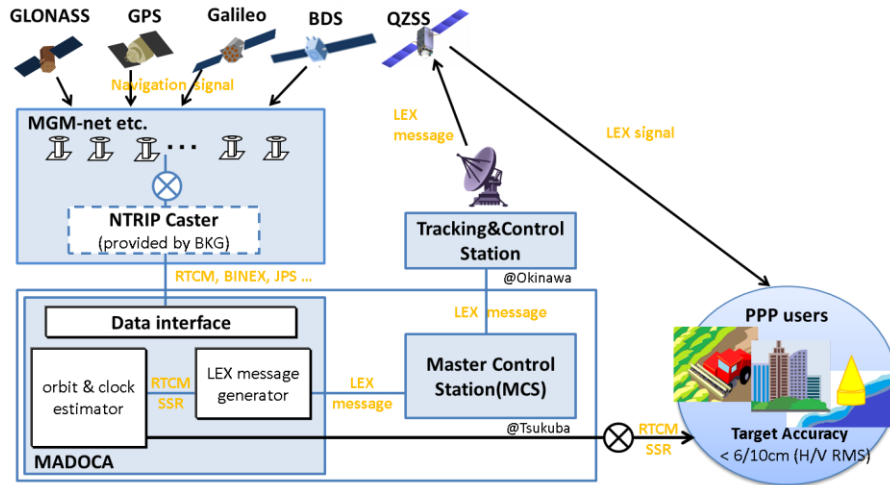 GLONASS
GPS
Galileo
BDS
QZSS
Navigation signal
LEX
message
LEX signal
MGM-net etc.
NTRIP Caster
(provided by BKG)
Tracking&Control
Station
@Okinawa
RTCM, BINEX, JPS ...
LEX message
Data interface
orbit & clock
estimator
RTCM
SSR
LEX message
generator
LEX
message
Master Control
Station(MCS)
@Tsukuba
MADOCA
RTCM
SSR
PPP users
Target Accuracy
< 6/10cm (H/V RMS)